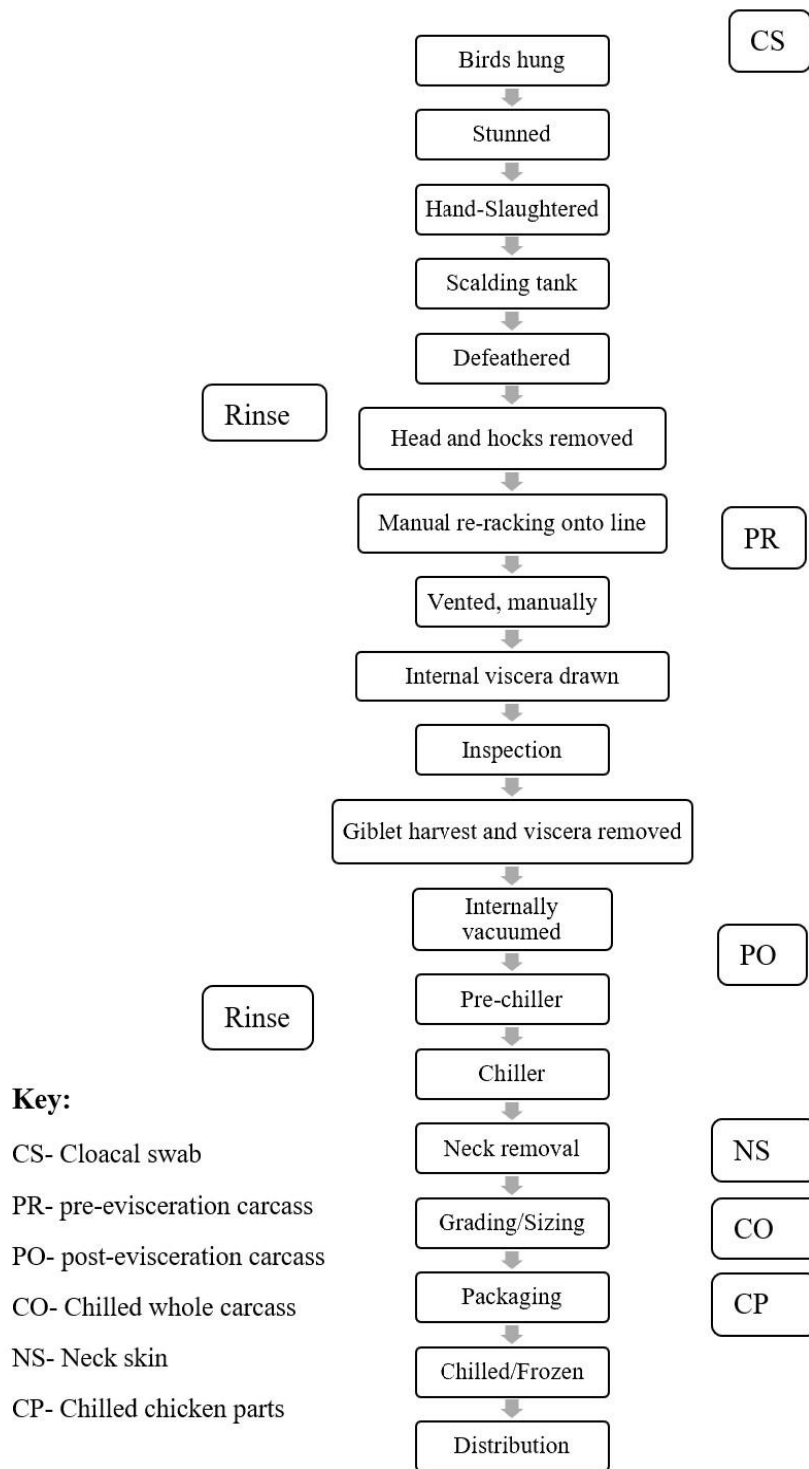 CS
Birds hung
Stunned
Hand-Slaughtered
Scalding tank
Defeathered
Rinse
Head and hocks removed
Manual re-racking onto line
PR
Vented, manually
Internal viscera drawn
Inspection
Giblet harvest and viscera removed
Internally
vacuumed
PO
Pre-chiller
Rinse
Chiller
Key:
Neck removal
NS
CS- Cloacal swab
PR- pre-evisceration carcass
Grading/Sizing
CO
PO- post-evisceration carcass
Packaging
CP
CO- Chilled whole carcass
NS- Neck skin
Chilled/Frozen
CP- Chilled chicken parts
Distribution